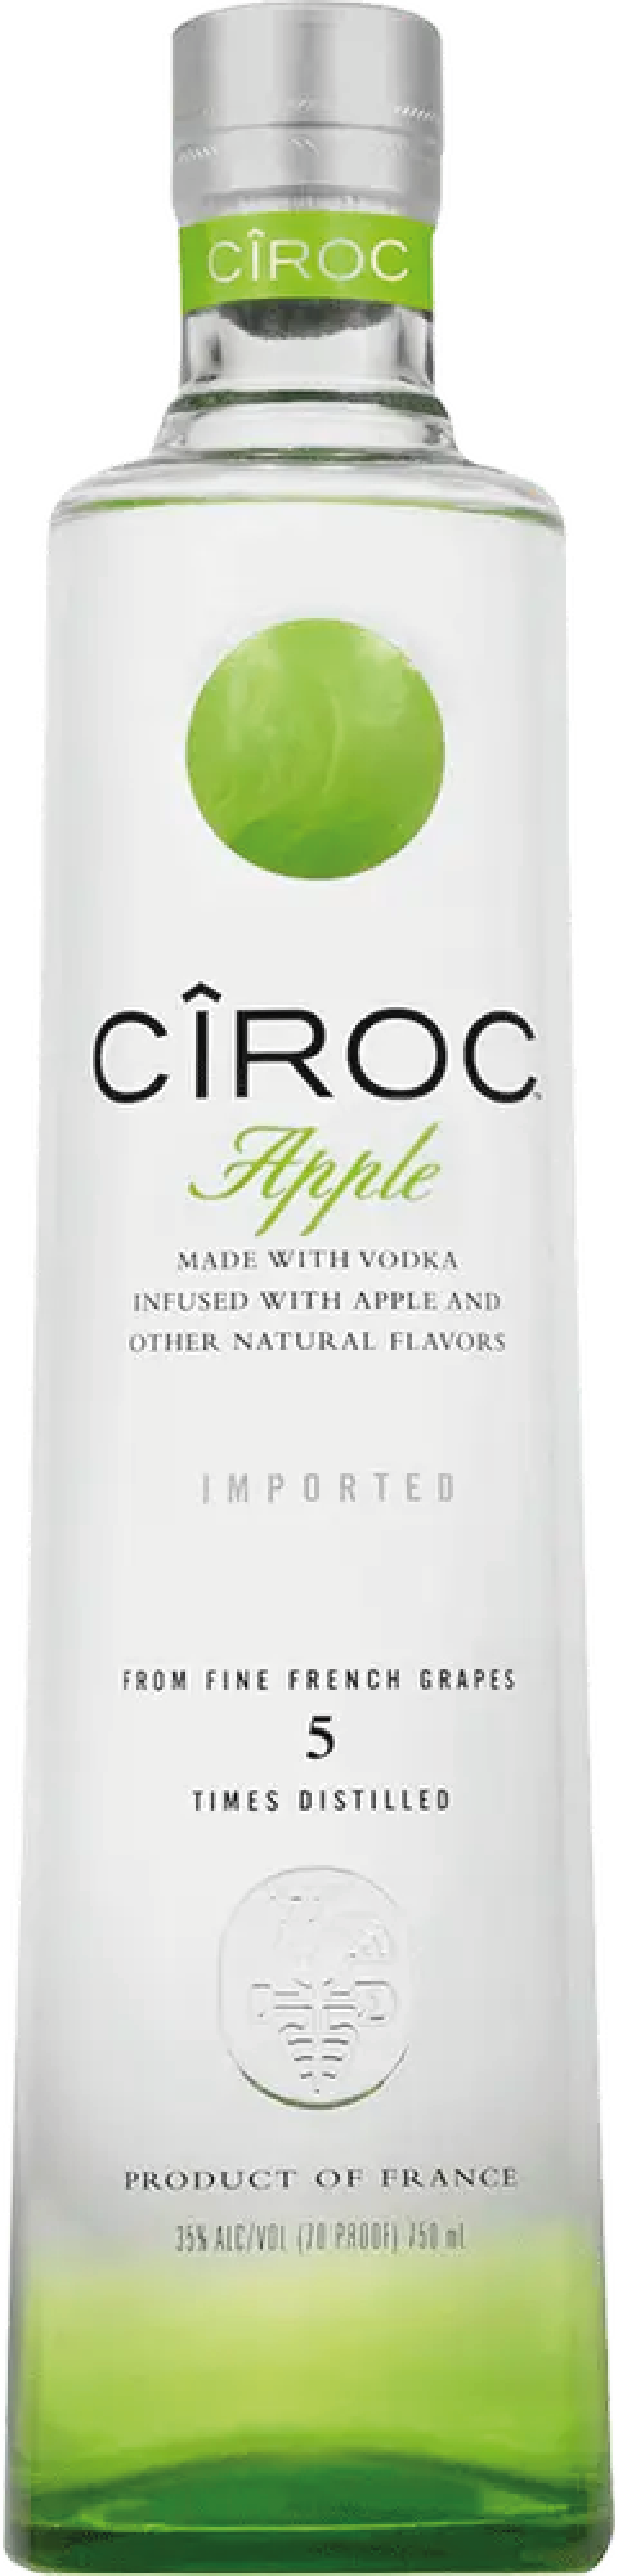 CÎROC
CÎROC
Apple
MADE WITH VODKA
INFUSED WITH APPLE AND
OTHER NATURAL FLAVORS
IMPORTED
FROM FINE FRENCH GRAPES
5
TIMES DISTILLED
PRODUCT OF FRANCE
35% ALC/VOL (70 PROOF) 750 mL